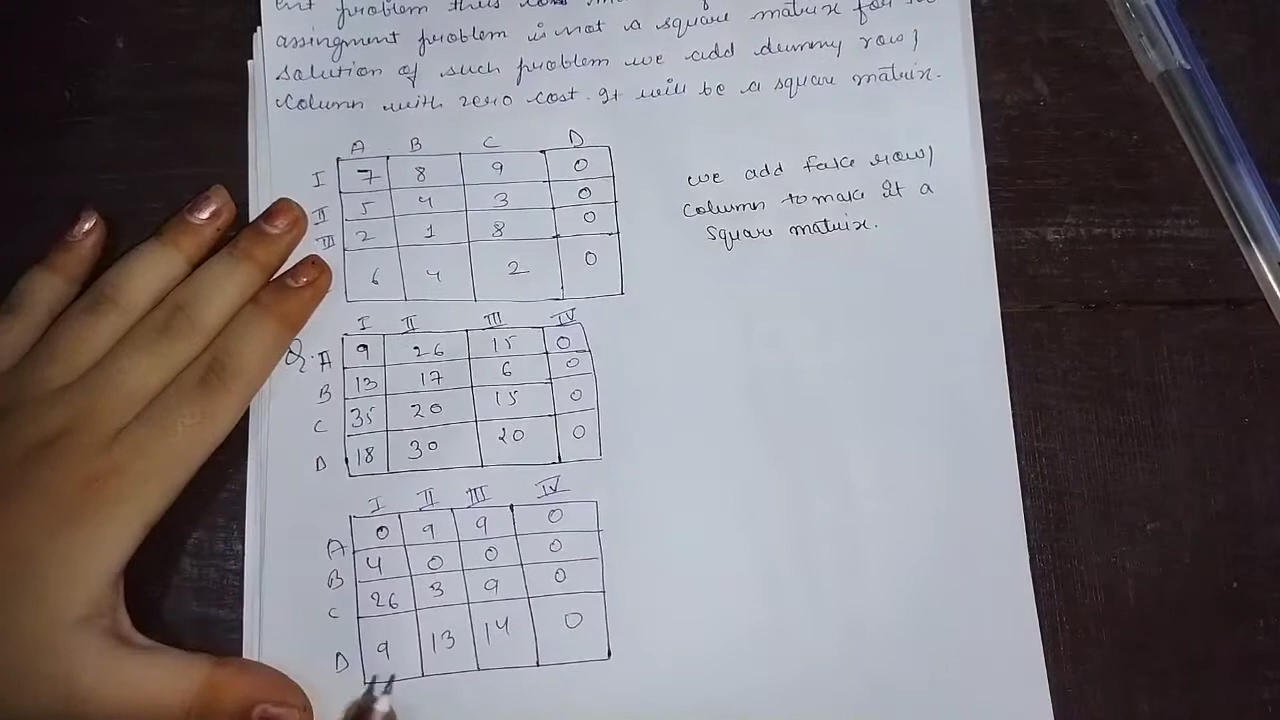 ent problem this
assingment problem is not a square matrix for
solution of such problem we add dummy row/
column with zero cost. It will be a square matrix.
A B C D
I 7 8 9 0
II 5 4 3 0
III 2 1 8 0
6 4 2 0
we add fake row/
column to make it a
square matrix.
I II III IV
Q. A 9 26 15 0
B 13 17 6 0
C 35 20 15 0
D 18 30 20 0
I II III IV
A 0 9 9 0
B 4 0 0 0
C 26 3 9 0
D 9 13 14 0